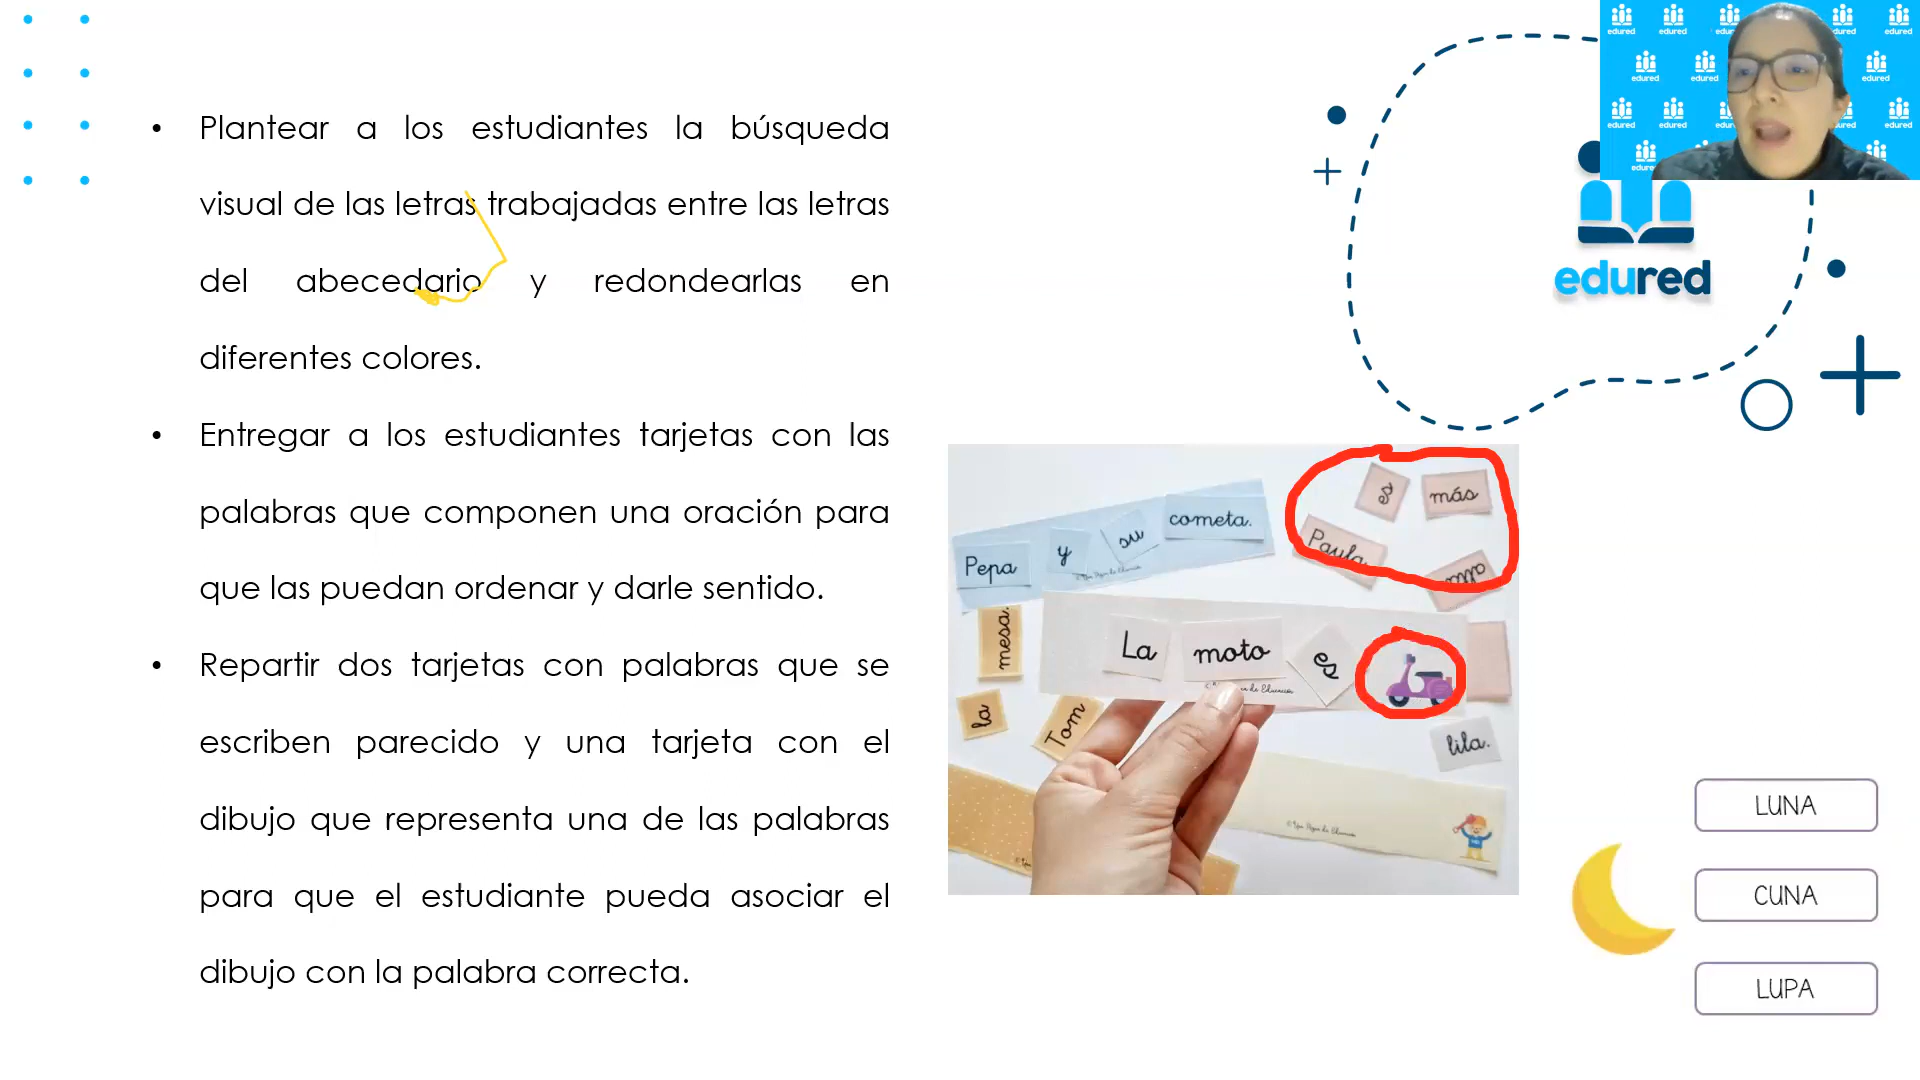 • Plantear a los estudiantes la búsqueda
visual de las letras trabajadas entre las letras
del abecedario y redondearlas en
diferentes colores.
• Entregar a los estudiantes tarjetas con las
palabras que componen una oración para
que las puedan ordenar y darle sentido.
• Repartir dos tarjetas con palabras que se
escriben parecido y una tarjeta con el
dibujo que representa una de las palabras
para que el estudiante pueda asociar el
dibujo con la palabra correcta.
edured
edured
Pepa y su cometa.
es más
Paula
alta
mesa.
La moto es
la
Tom
lila.
LUNA
CUNA
LUPA